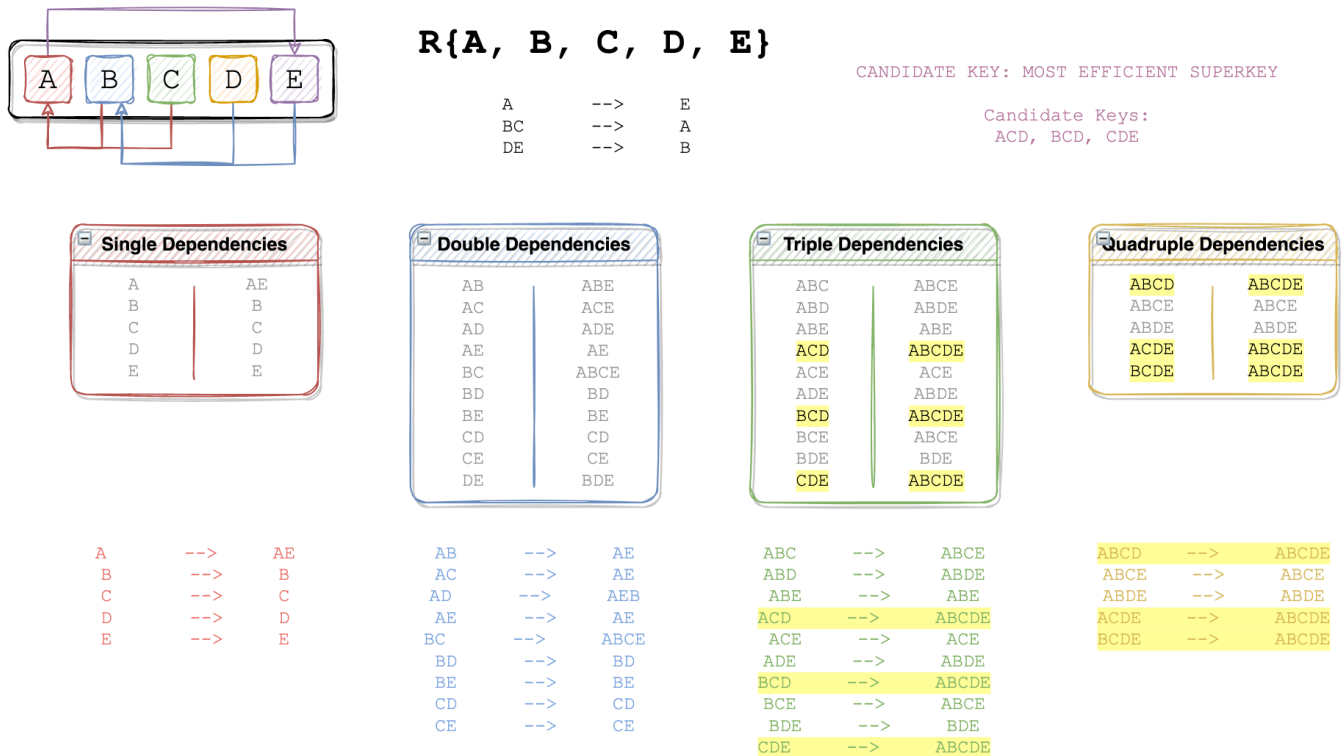 A B C D E
R{A, B, C, D, E}
A --> E
BC --> A
DE --> B
CANDIDATE KEY: MOST EFFICIENT SUPERKEY
Candidate Keys:
ACD, BCD, CDE
Single Dependencies
A AE
B B
C C
D D
E E
Double Dependencies
AB ABE
AC ACE
AD ADE
AE AE
BC ABCE
BD BD
BE BE
CD CD
CE CE
DE BDE
Triple Dependencies
ABC ABCE
ABD ABDE
ABE ABE
ACD ABCDE
ACE ACE
ADE ABDE
BCD ABCDE
BCE ABCE
BDE BDE
CDE ABCDE
Quadruple Dependencies
ABCD ABCDE
ABCE ABCE
ABDE ABDE
ACDE ABCDE
BCDE ABCDE
A --> AE
B --> B
C --> C
D --> D
E --> E
AB --> AE
AC --> AE
AD --> AEB
AE --> AE
BC --> ABCE
BD --> BD
BE --> BE
CD --> CD
CE --> CE
ABC --> ABCE
ABD --> ABDE
ABE --> ABE
ACD --> ABCDE
ACE --> ACE
ADE --> ABDE
BCD --> ABCDE
BCE --> ABCE
BDE --> BDE
CDE --> ABCDE
ABCD --> ABCDE
ABCE --> ABCE
ABDE --> ABDE
ACDE --> ABCDE
BCDE --> ABCDE